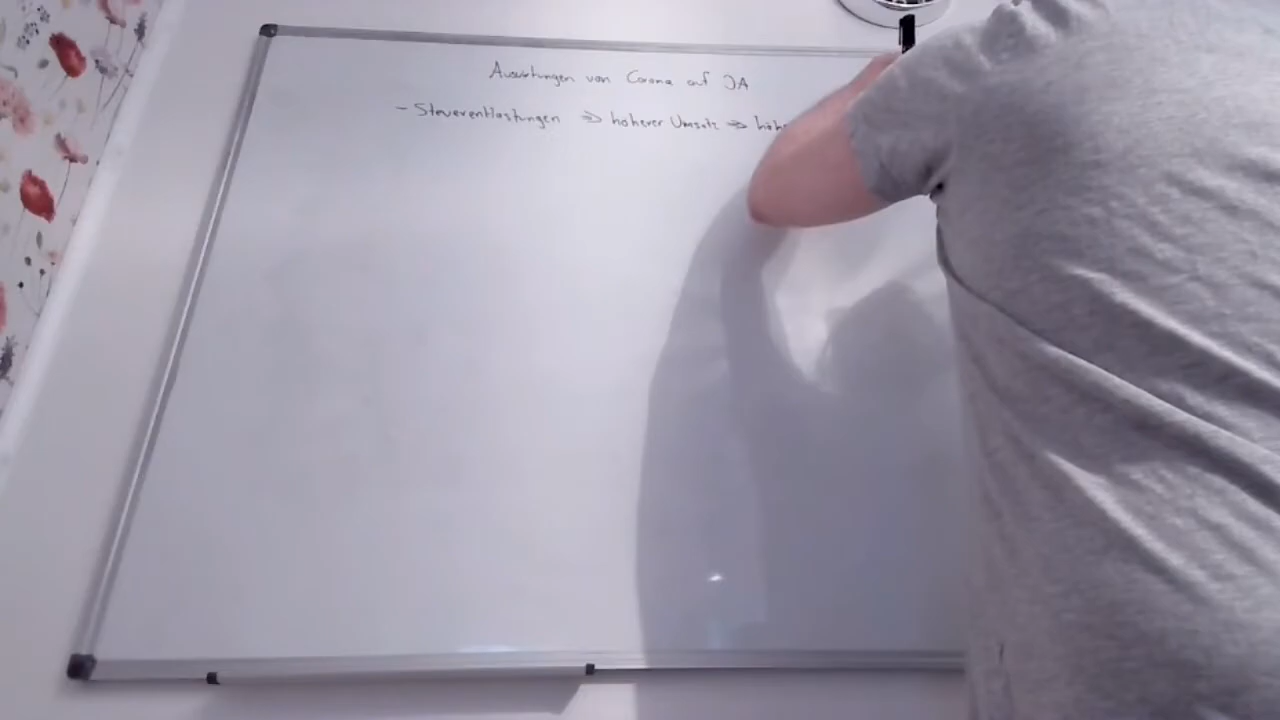 Auswirkungen von Corona auf JA
- Steuerentlastungen => höherer Umsatz => höh